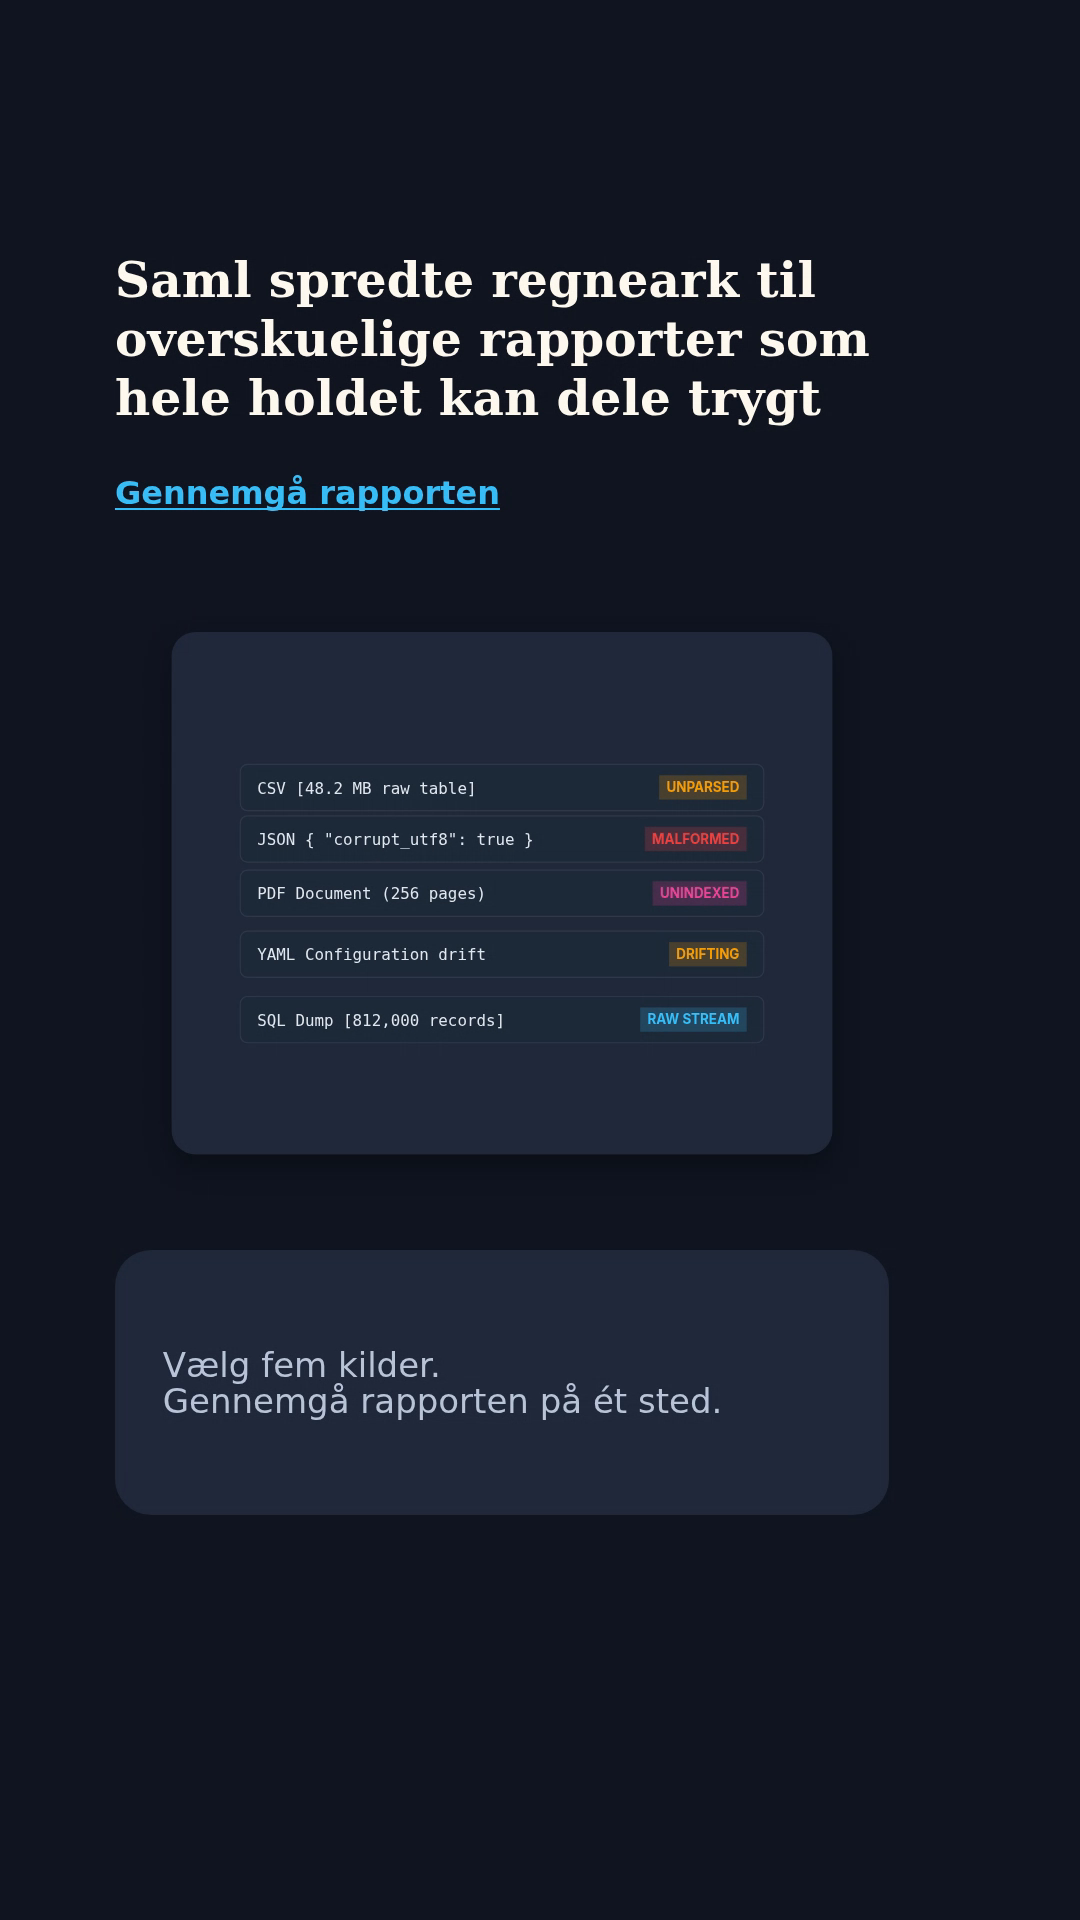 Saml spredte regneark til
overskuelige rapporter som
hele holdet kan dele trygt
Gennemgå rapporten
CSV [48.2 MB raw table] UNPARSED
JSON { "corrupt_utf8": true } MALFORMED
PDF Document (256 pages) UNINDEXED
YAML Configuration drift DRIFTING
SQL Dump [812,000 records] RAW STREAM
Vælg fem kilder.
Gennemgå rapporten på ét sted.